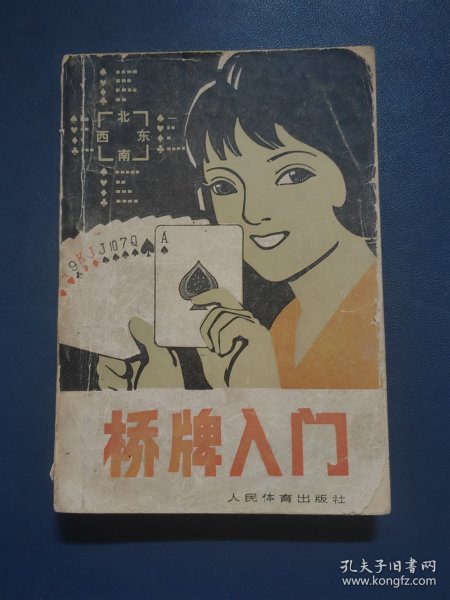 北
西 东
南
9 K J J 10 7 Q A
桥牌入门
人民体育出版社
孔夫子旧书网
www.kongfz.com